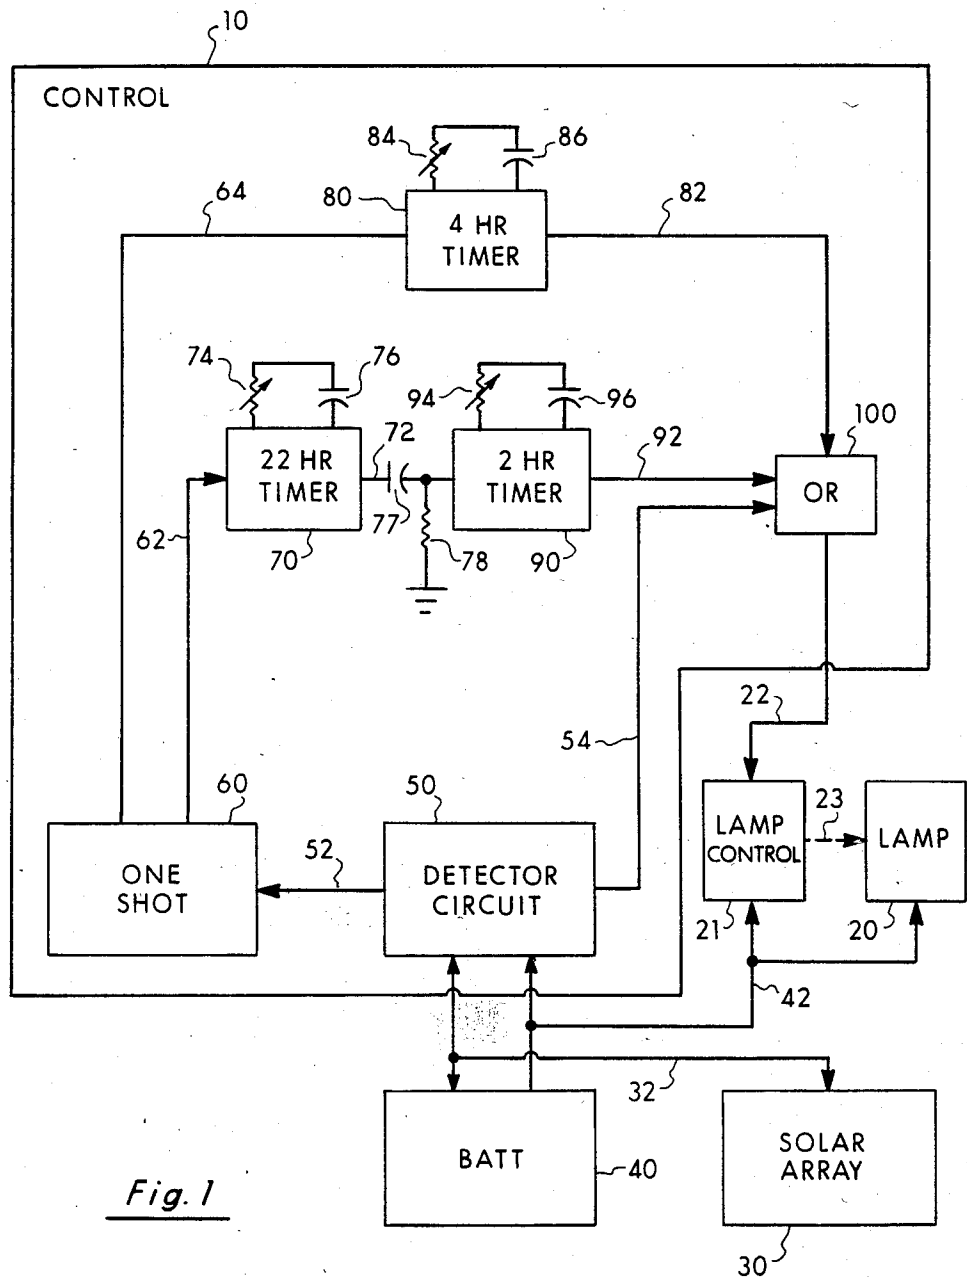 10
CONTROL
84
86
64
80
82
4 HR
TIMER
74
76
94
96
100
22 HR
TIMER
72
2 HR
TIMER
92
OR
77
62
70
78
90
22
54
60
50
23
LAMP
CONTROL
LAMP
ONE
SHOT
52
DETECTOR
CIRCUIT
21
20
42
32
BATT
SOLAR
ARRAY
40
Fig. 1
30